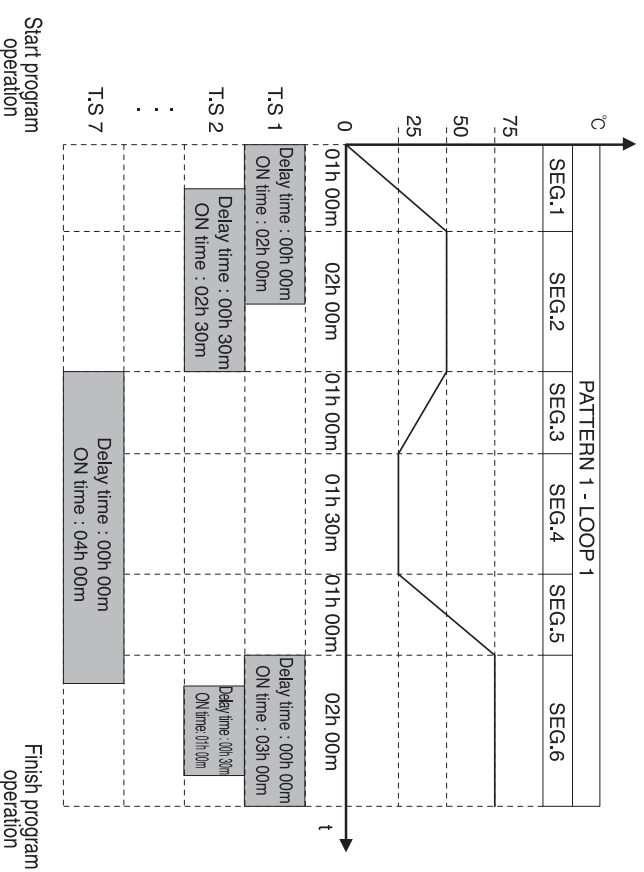 PATTERN 1 - LOOP 1
°C
SEG.1
SEG.2
SEG.3
SEG.4
SEG.5
SEG.6
75
50
25
0
01h 00m
02h 00m
01h 00m
01h 30m
01h 00m
02h 00m
t
T.S 1
Delay time : 00h 00m
ON time : 02h 00m
Delay time : 00h 00m
ON time : 03h 00m
T.S 2
Delay time : 00h 30m
ON time : 02h 30m
Delay time : 00h 30m
ON time: 01h 00m
T.S 7
Delay time : 00h 00m
ON time : 04h 00m
Start program
operation
Finish program
operation